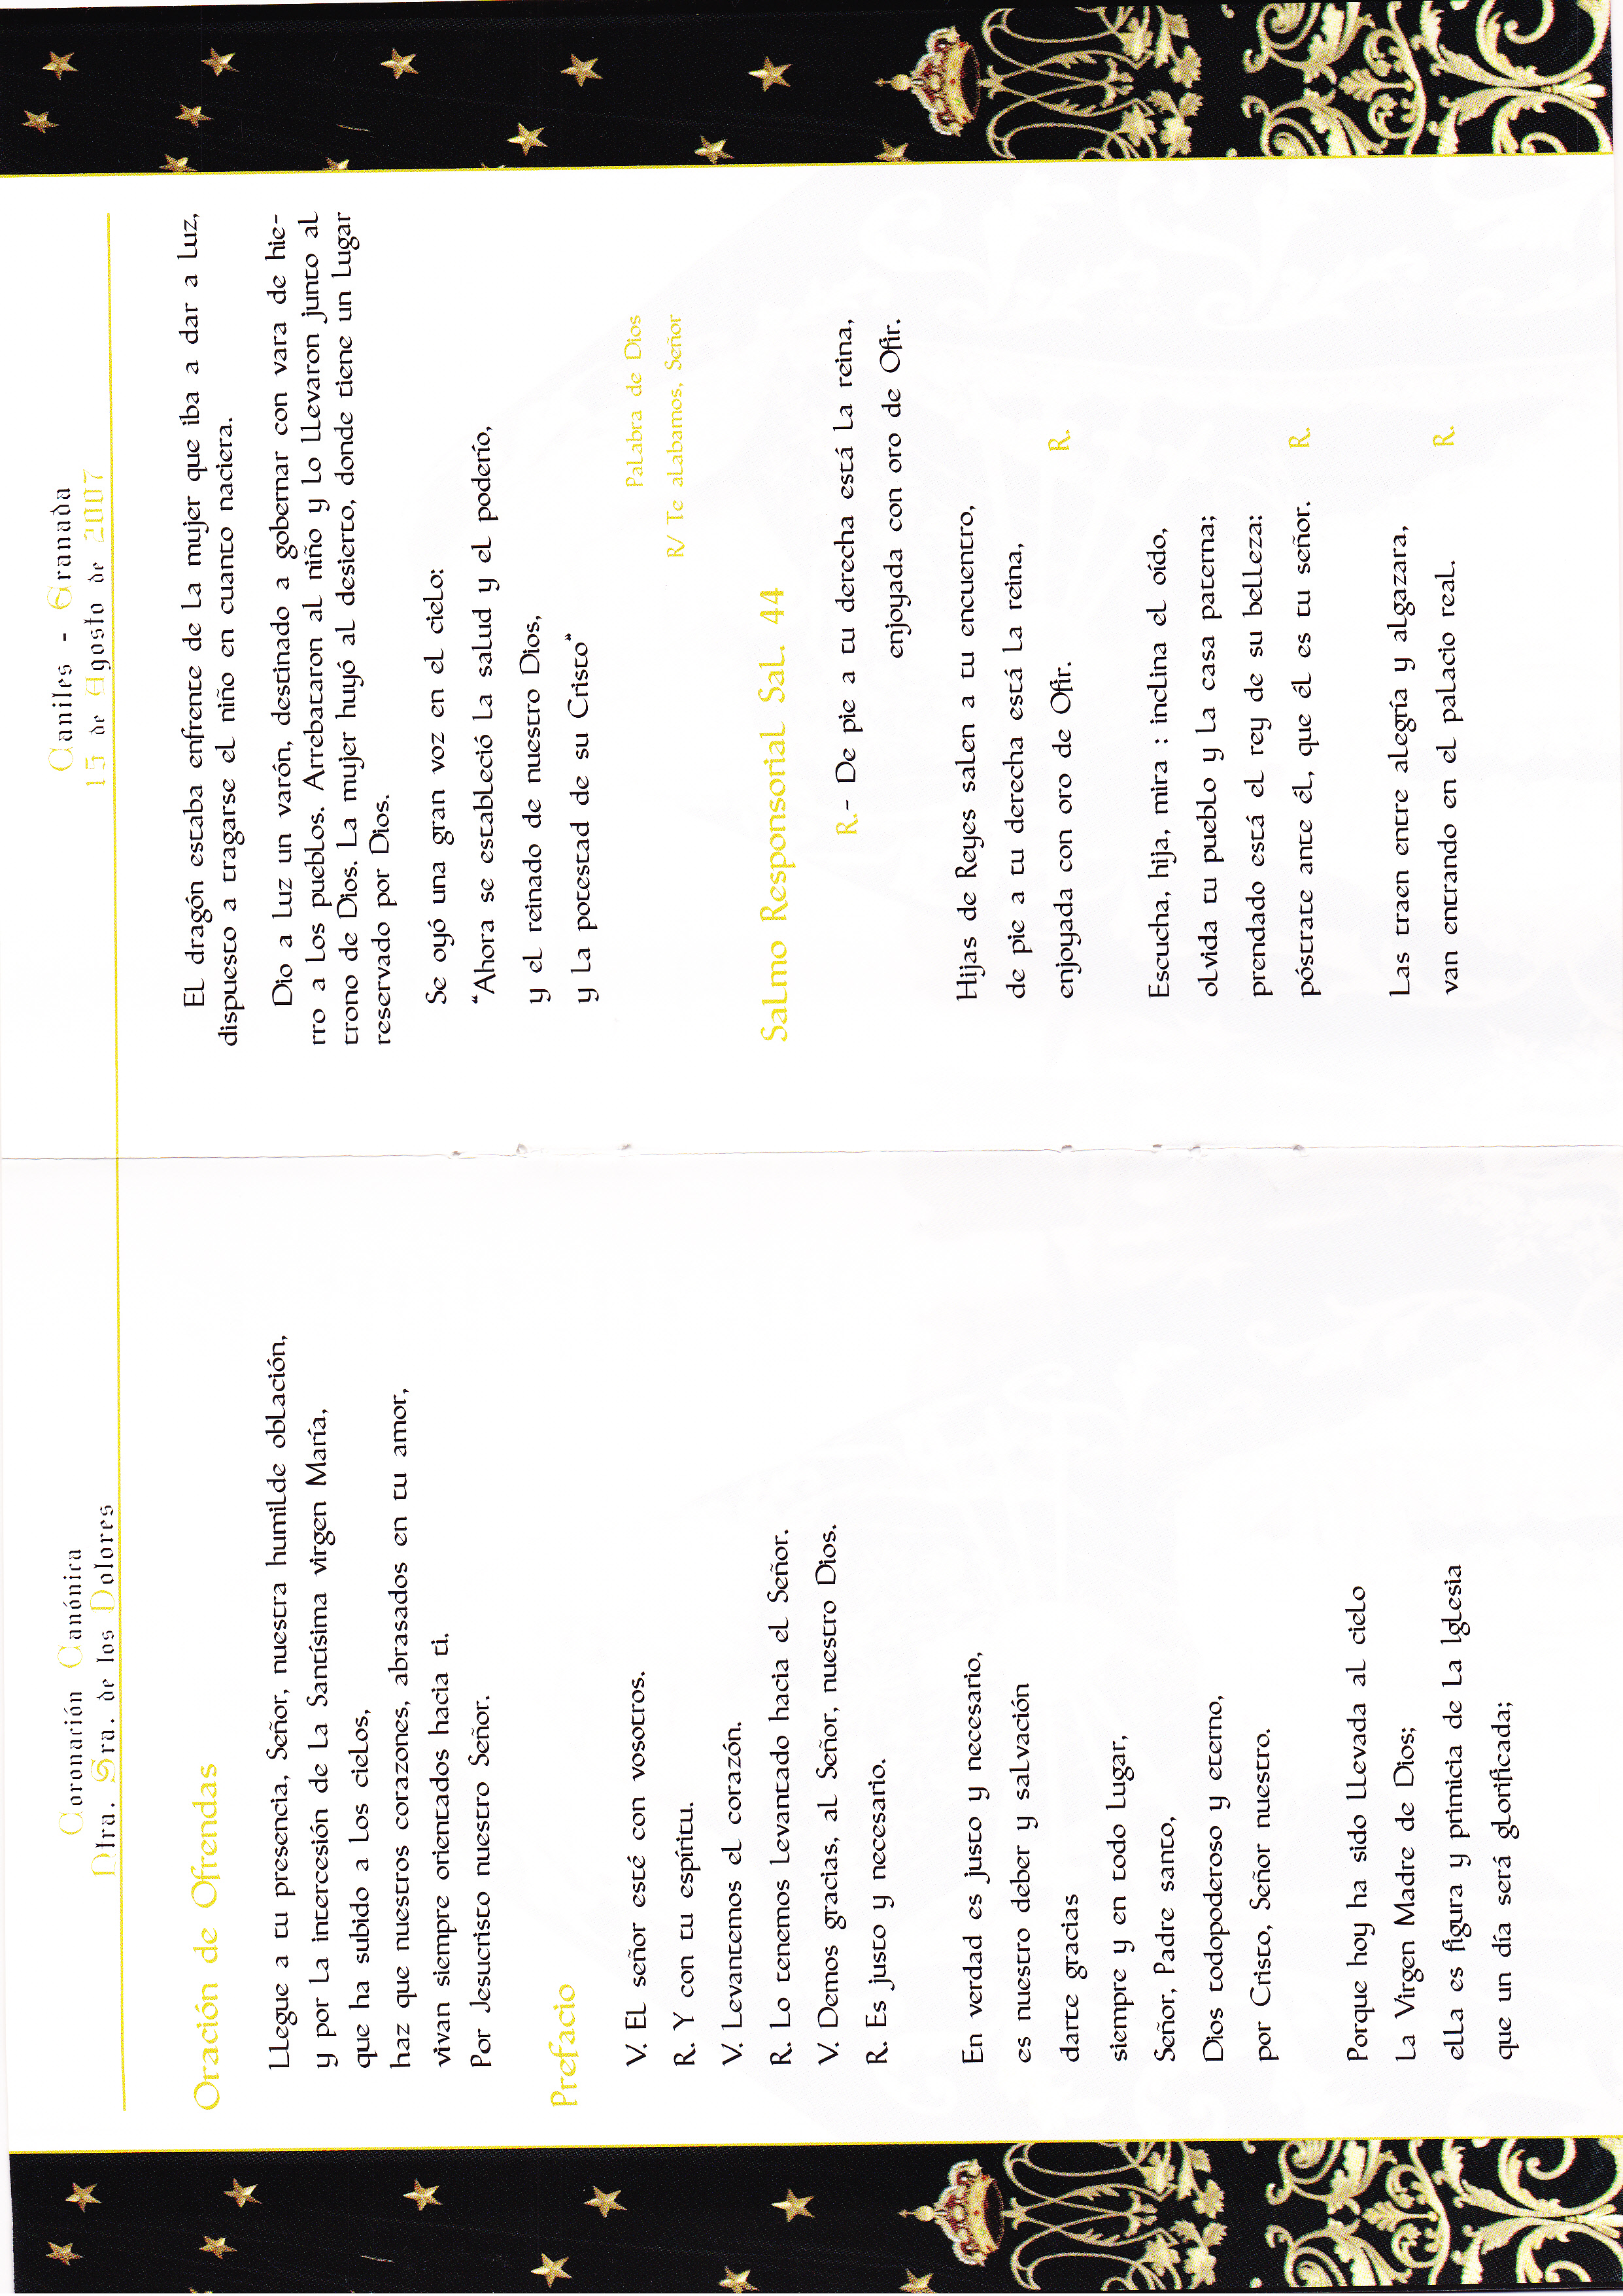 Coronación Canónica
Ntra. Sra. de los Dolores
Oración de Ofrendas
Llegue a tu presencia, Señor, nuestra humilde oblación,
y por la intercesión de La Santísima virgen María,
que ha subido a los cielos,
haz que nuestros corazones, abrasados en tu amor,
vivan siempre orientados hacia ti.
Por Jesucristo nuestro Señor.
Prefacio
V. El señor esté con vosotros.
R. Y con tu espíritu.
V. Levantemos el corazón.
R. Lo tenemos levantado hacia el Señor.
V. Demos gracias, al Señor, nuestro Dios.
R. Es justo y necesario.
En verdad es justo y necesario,
es nuestro deber y salvación
darte gracias
siempre y en todo lugar,
Señor, Padre santo,
Dios todopoderoso y eterno,
por Cristo, Señor nuestro.
Porque hoy ha sido llevada al cielo
La Virgen Madre de Dios;
ella es figura y primicia de la Iglesia
que un día será glorificada;
Caniles - Granada
15 de Agosto de 2007
El dragón estaba enfrente de la mujer que iba a dar a luz,
dispuesto a tragarse el niño en cuanto naciera.
Dio a luz un varón, destinado a gobernar con vara de hie-
rro a los pueblos. Arrebataron al niño y lo llevaron junto al
trono de Dios. La mujer huyó al desierto, donde tiene un lugar
reservado por Dios.
Se oyó una gran voz en el cielo:
“Ahora se estableció la salud y el poderío,
y el reinado de nuestro Dios,
y la potestad de su Cristo”
Palabra de Dios
R/ Te alabamos, Señor
Salmo Responsorial Sal. 44
R.- De pie a tu derecha está la reina,
enjoyada con oro de Ofir.
Hijas de Reyes salen a tu encuentro,
de pie a tu derecha está la reina,
enjoyada con oro de Ofir. R.
Escucha, hija, mira : inclina el oído,
olvida tu pueblo y la casa paterna;
prendado está el rey de su belleza:
póstrate ante él, que él es tu señor. R.
Las traen entre alegría y algazara,
van entrando en el palacio real. R.